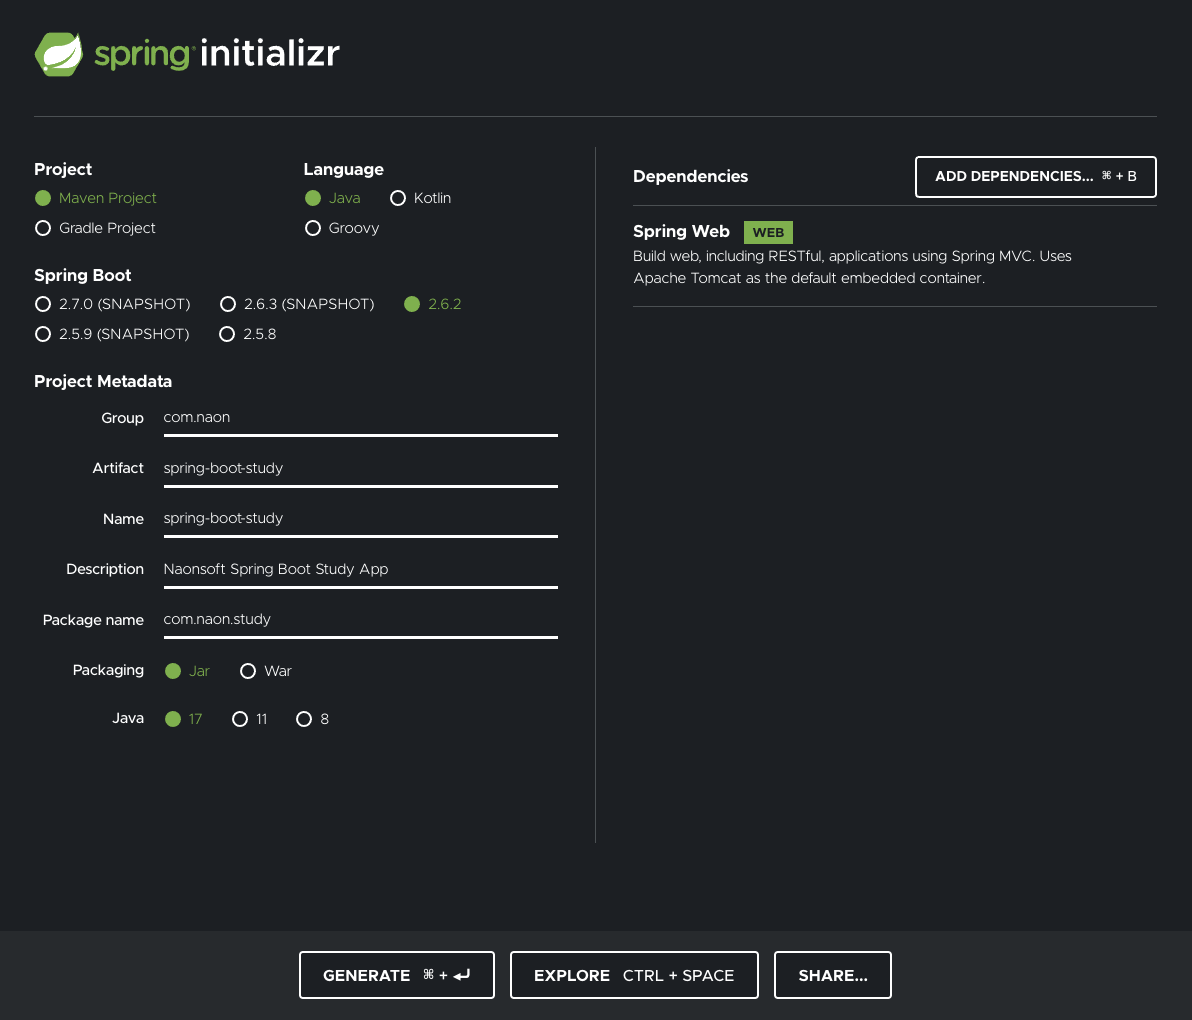 spring initializr
Project
Maven Project
Gradle Project
Language
Java Kotlin
Groovy
Spring Boot
2.7.0 (SNAPSHOT) 2.6.3 (SNAPSHOT) 2.6.2
2.5.9 (SNAPSHOT) 2.5.8
Project Metadata
Group com.naon
Artifact spring-boot-study
Name spring-boot-study
Description Naonsoft Spring Boot Study App
Package name com.naon.study
Packaging Jar War
Java 17 11 8
Dependencies ADD DEPENDENCIES... ⌘ + B
Spring Web WEB
Build web, including RESTful, applications using Spring MVC. Uses
Apache Tomcat as the default embedded container.
GENERATE ⌘ + ⏎ EXPLORE CTRL + SPACE SHARE...